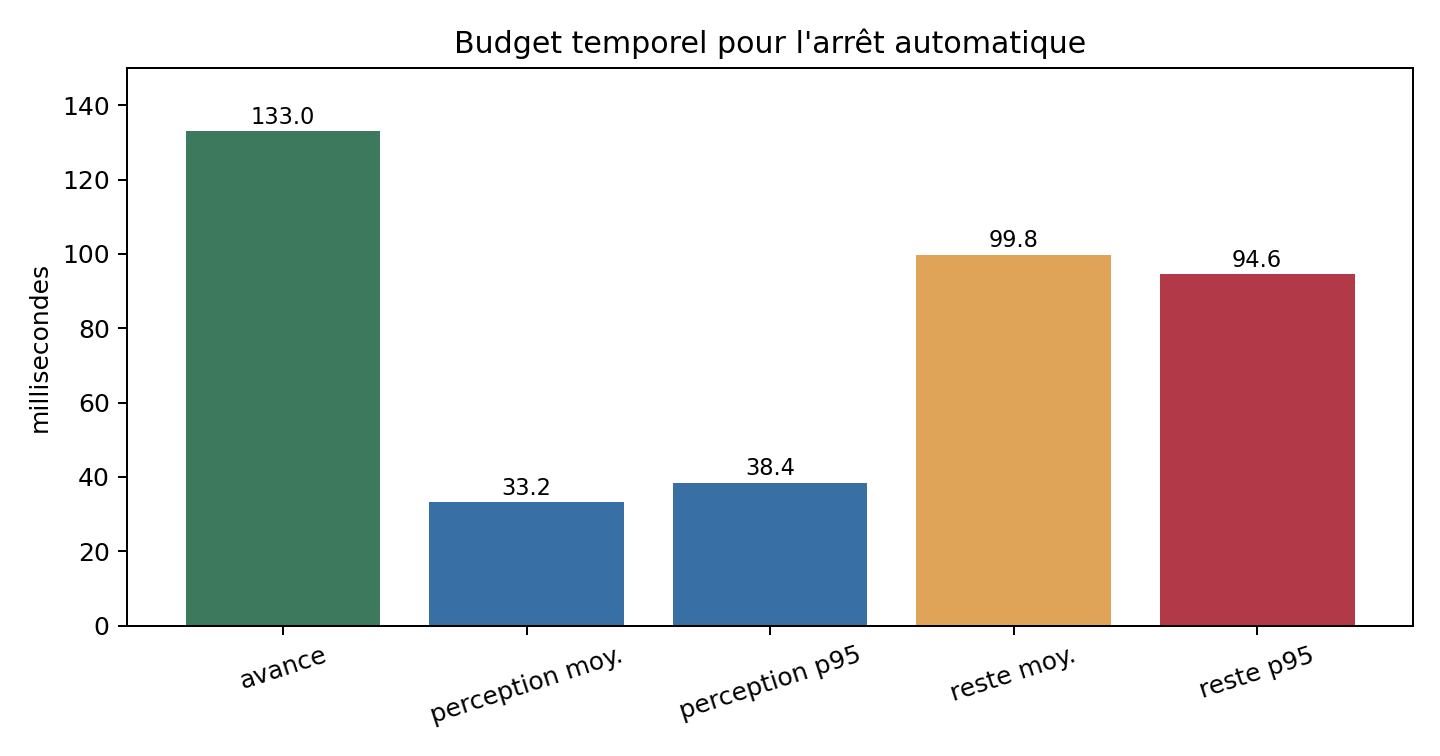 Budget temporel pour l'arrêt automatique
millisecondes
140
120
100
80
60
40
20
0
133.0
33.2
38.4
99.8
94.6
avance
perception moy.
perception p95
reste moy.
reste p95